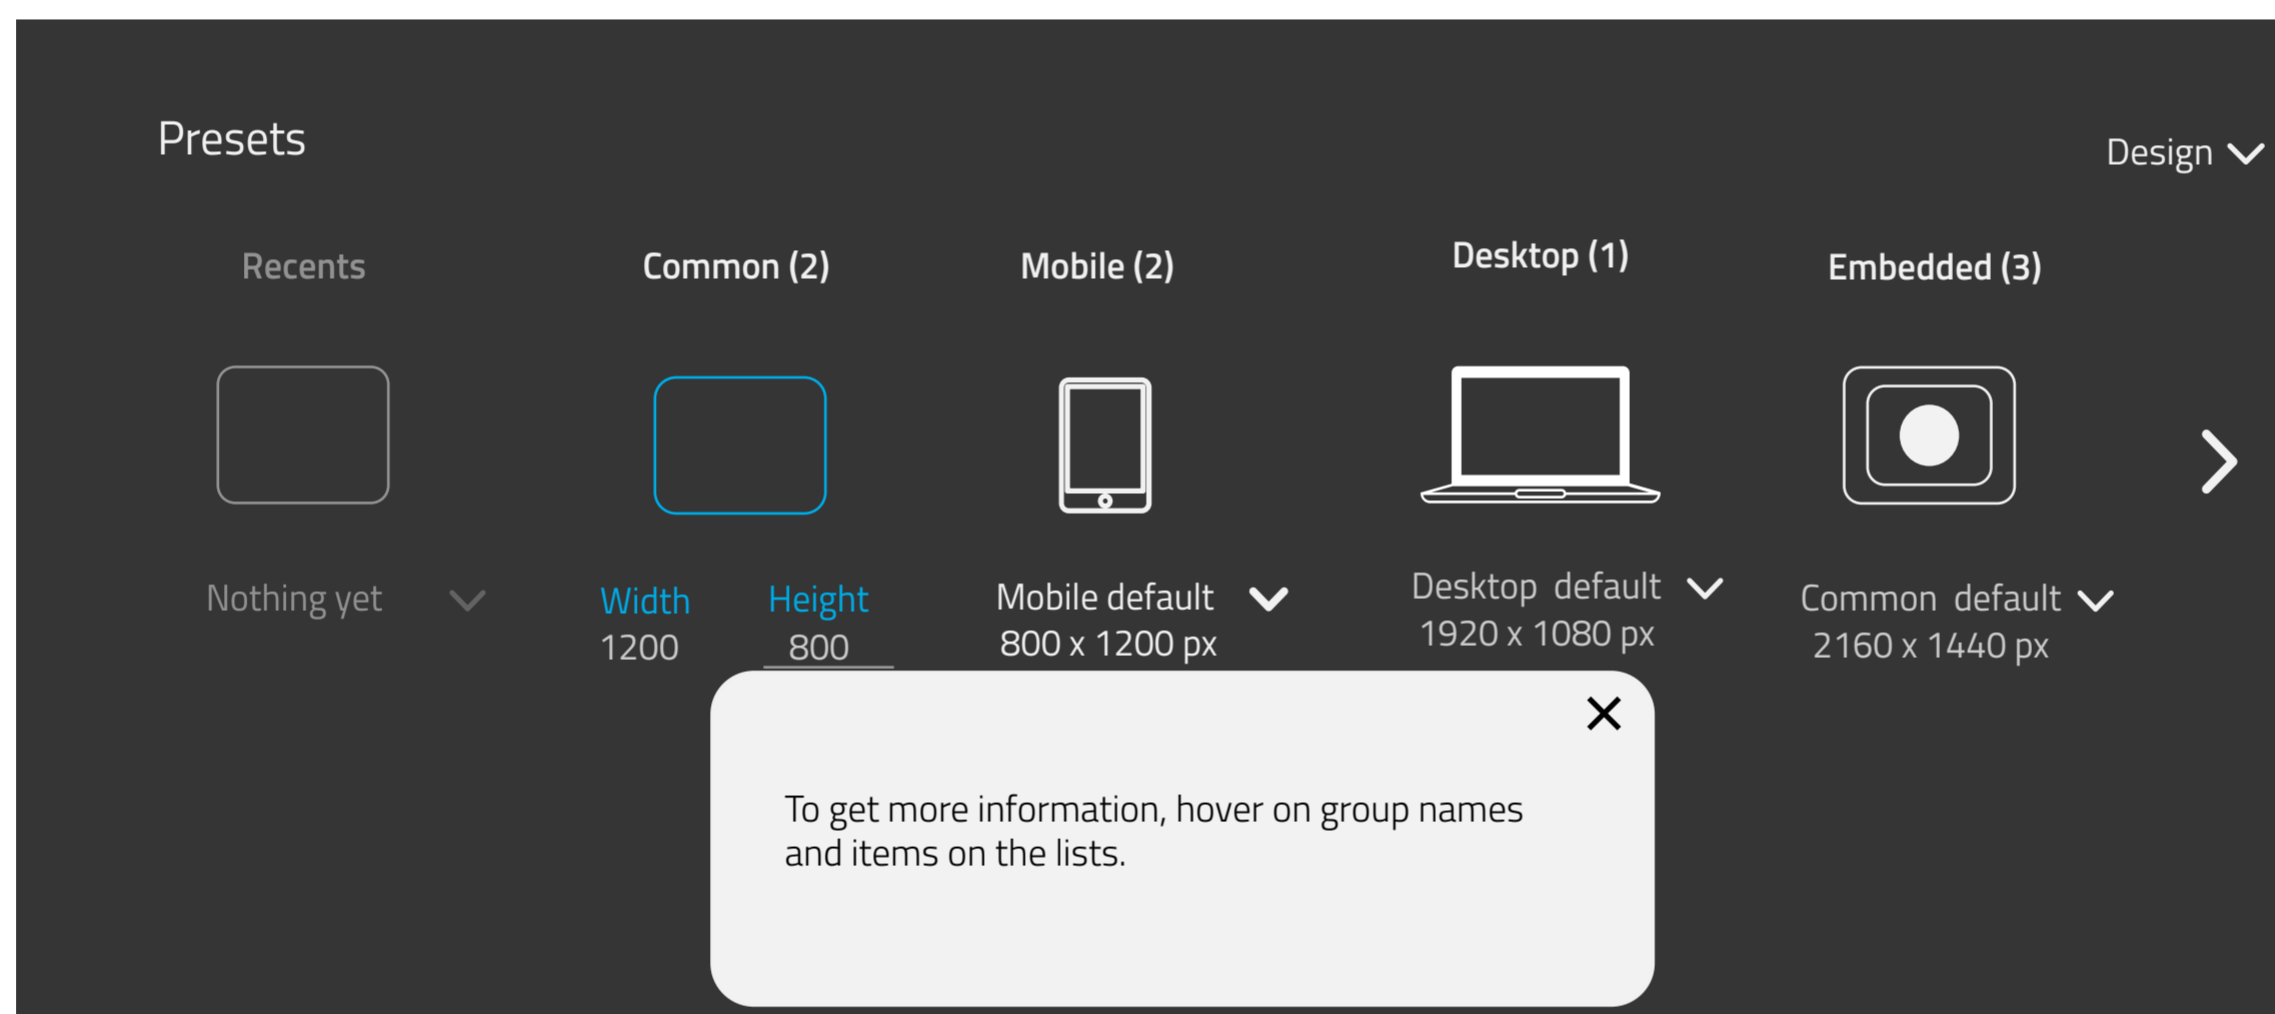 Presets
Design
Recents
Common (2)
Mobile (2)
Desktop (1)
Embedded (3)
Nothing yet
Width
1200
Height
800
Mobile default
800 x 1200 px
Desktop default
1920 x 1080 px
Common default
2160 x 1440 px
To get more information, hover on group names
and items on the lists.